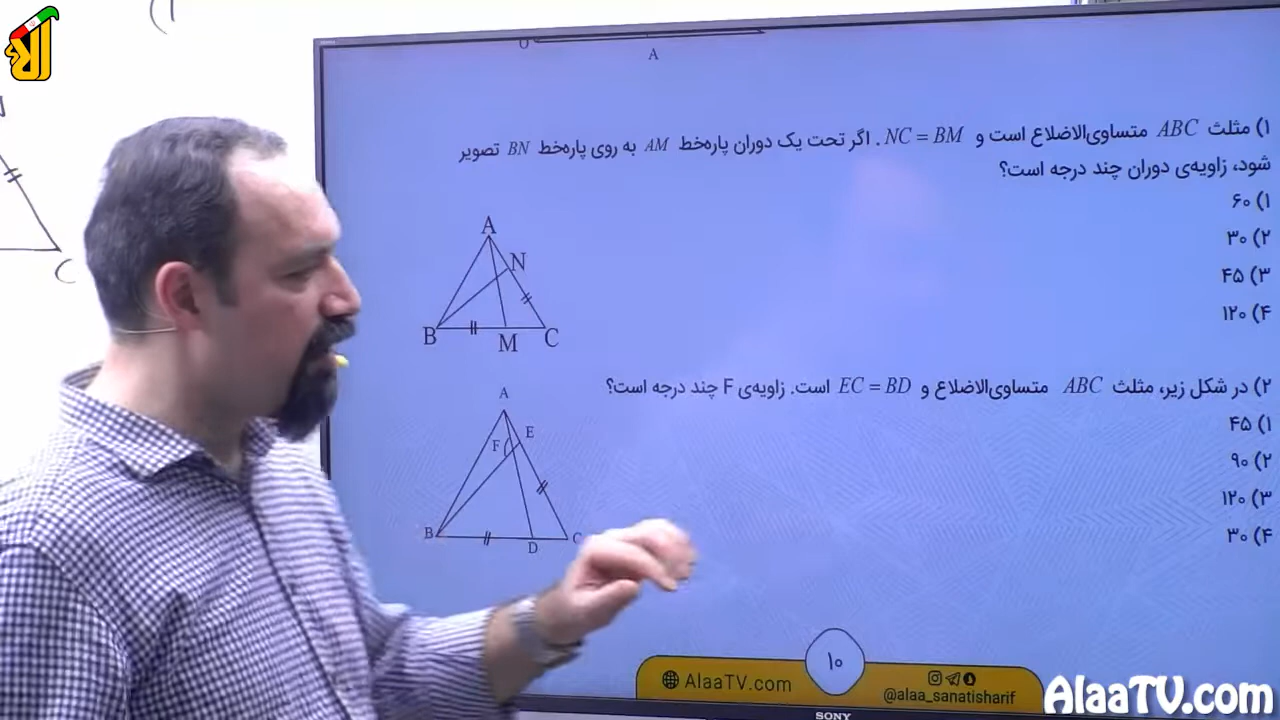 الا
O
A
۱) مثلث ABC متساوی‌الاضلاع است و NC = BM . اگر تحت یک دوران پاره‌خط AM به روی پاره‌خط BN تصویر
شود، زاویه‌ی دوران چند درجه است؟
۱) ۶۰
۲) ۳۰
۳) ۴۵
۴) ۱۲۰
A
N
B
M
C
۲) در شکل زیر، مثلث ABC متساوی‌الاضلاع و EC = BD است. زاویه‌ی F چند درجه است؟
۱) ۴۵
۲) ۹۰
۳) ۱۲۰
۴) ۳۰
A
E
F
B
D
C
C
۱۰
AlaaTV.com
@alaa_sanatisharif
SONY
AlaaTV.com